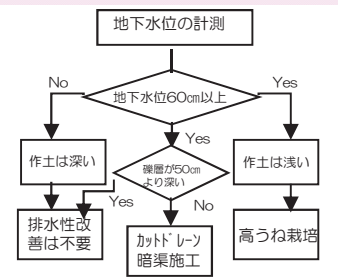 地下水位の計測
No
Yes
地下水位60cm以上
Yes
作土は深い
礫層が50cm
より深い
作土は浅い
Yes
No
排水性改
善は不要
ｶｯﾄﾄﾞﾚｰﾝ
暗渠施工
高うね栽培